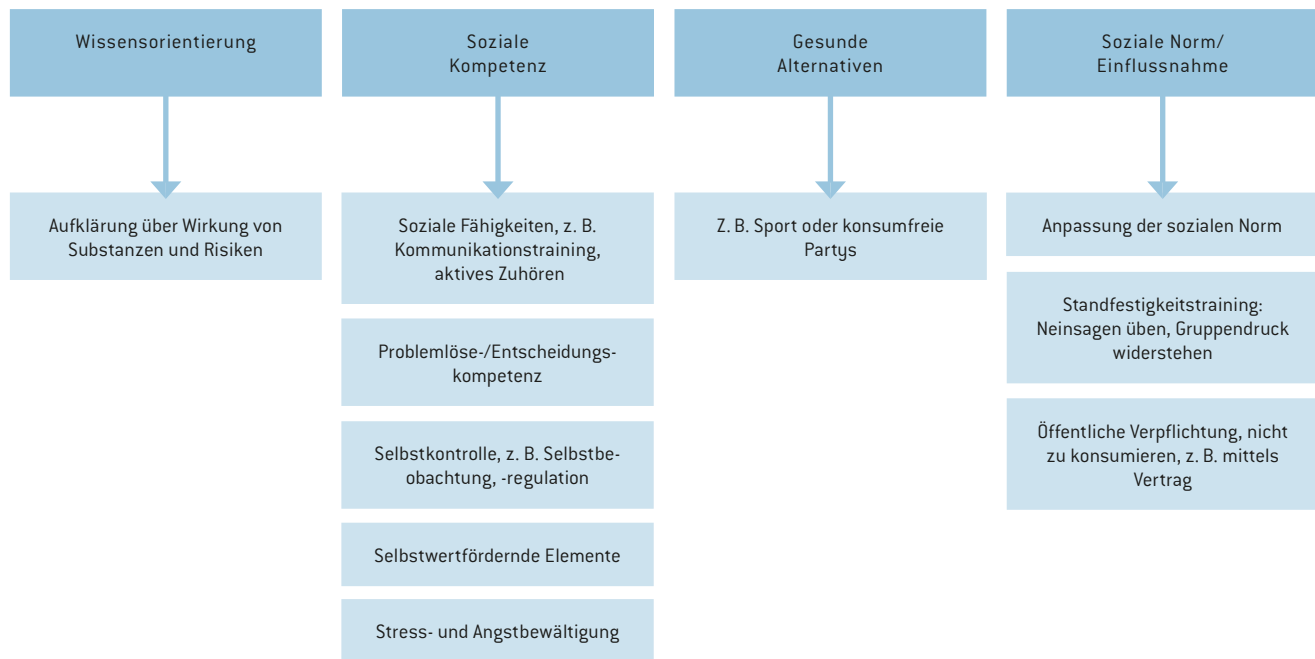 Wissensorientierung
Soziale
Kompetenz
Gesunde
Alternativen
Soziale Norm/
Einflussnahme
Aufklärung über Wirkung von
Substanzen und Risiken
Soziale Fähigkeiten, z. B.
Kommunikationstraining,
aktives Zuhören
Problemlöse-/Entscheidungs-
kompetenz
Selbstkontrolle, z. B. Selbstbe-
obachtung, -regulation
Selbstwertfördernde Elemente
Stress- und Angstbewältigung
Z. B. Sport oder konsumfreie
Partys
Anpassung der sozialen Norm
Standfestigkeitstraining:
Neinsagen üben, Gruppendruck
widerstehen
Öffentliche Verpflichtung, nicht
zu konsumieren, z. B. mittels
Vertrag